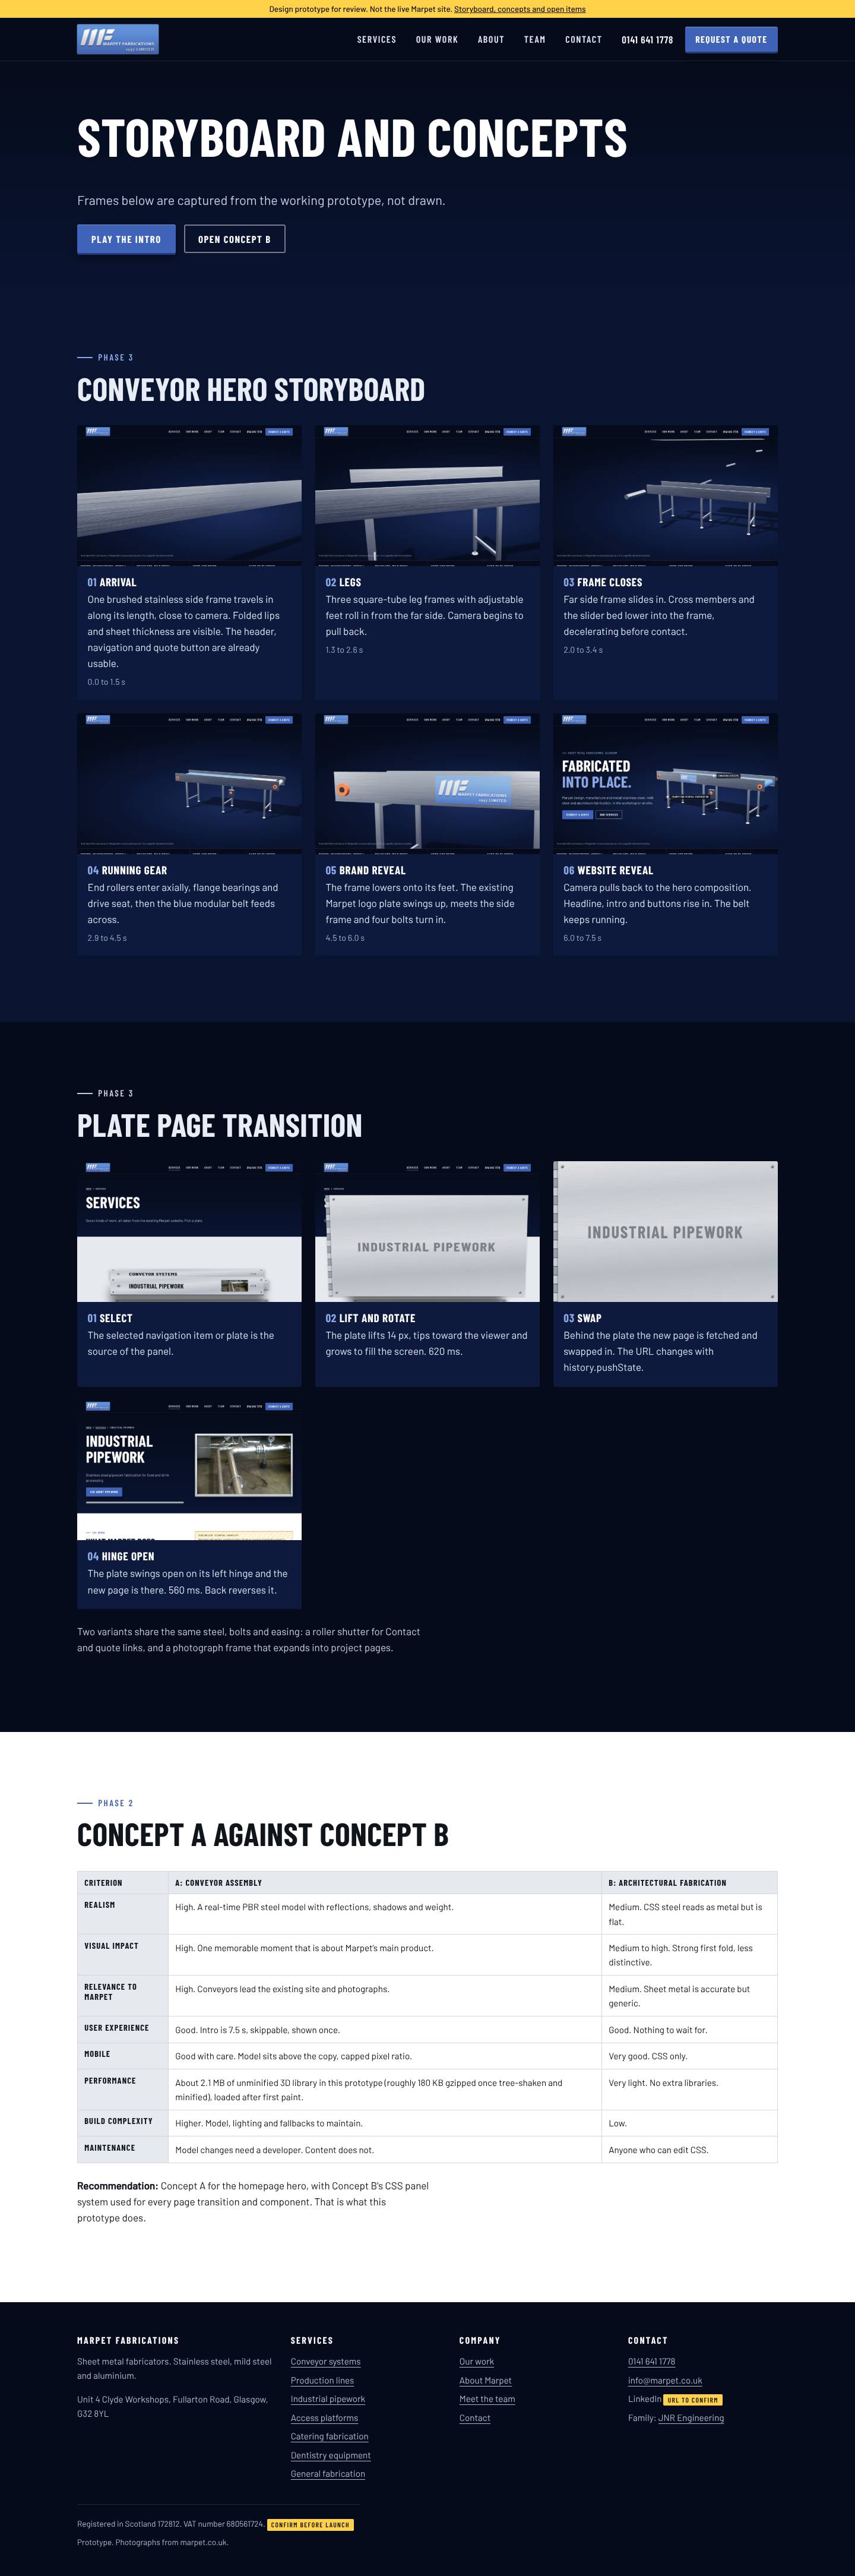 Design prototype for review. Not the live Marpet site. Storyboard, concepts and open items
MF MARPET FABRICATIONS
LIMITED
SERVICES OUR WORK ABOUT TEAM CONTACT 0141 641 1778 REQUEST A QUOTE
STORYBOARD AND CONCEPTS
Frames below are captured from the working prototype, not drawn.
PLAY THE INTRO OPEN CONCEPT B
PHASE 3
CONVEYOR HERO STORYBOARD
01 ARRIVAL
One brushed stainless side frame travels in
along its length, close to camera. Folded lips
and sheet thickness are visible. The header,
navigation and quote button are already
usable.
0.0 to 1.5 s
02 LEGS
Three square-tube leg frames with adjustable
feet roll in from the far side. Camera begins to
pull back.
1.3 to 2.6 s
03 FRAME CLOSES
Far side frame slides in. Cross members and
the slider bed lower into the frame,
decelerating before contact.
2.0 to 3.4 s
04 RUNNING GEAR
End rollers enter axially, flange bearings and
drive seat, then the blue modular belt feeds
across.
2.9 to 4.5 s
MF MARPET FABRICATIONS
LIMITED
05 BRAND REVEAL
The frame lowers onto its feet. The existing
Marpet logo plate swings up, meets the side
frame and four bolts turn in.
4.5 to 6.0 s
FABRICATED
INTO PLACE.
06 WEBSITE REVEAL
Camera pulls back to the hero composition.
Headline, intro and buttons rise in. The belt
keeps running.
6.0 to 7.5 s
PHASE 3
PLATE PAGE TRANSITION
SERVICES
CONVEYOR SYSTEMS
INDUSTRIAL PIPEWORK
01 SELECT
The selected navigation item or plate is the
source of the panel.
INDUSTRIAL PIPEWORK
02 LIFT AND ROTATE
The plate lifts 14 px, tips toward the viewer and
grows to fill the screen. 620 ms.
INDUSTRIAL PIPEWORK
03 SWAP
Behind the plate the new page is fetched and
swapped in. The URL changes with
history.pushState.
INDUSTRIAL
PIPEWORK
04 HINGE OPEN
The plate swings open on its left hinge and the
new page is there. 560 ms. Back reverses it.
Two variants share the same steel, bolts and easing: a roller shutter for Contact
and quote links, and a photograph frame that expands into project pages.
PHASE 2
CONCEPT A AGAINST CONCEPT B
CRITERION A: CONVEYOR ASSEMBLY B: ARCHITECTURAL FABRICATION
REALISM High. A real-time PBR steel model with reflections, shadows and weight. Medium. CSS steel reads as metal but is
flat.
VISUAL IMPACT High. One memorable moment that is about Marpet's main product. Medium to high. Strong first fold, less
distinctive.
RELEVANCE TO
MARPET
High. Conveyors lead the existing site and photographs. Medium. Sheet metal is accurate but
generic.
USER EXPERIENCE Good. Intro is 7.5 s, skippable, shown once. Good. Nothing to wait for.
MOBILE Good with care. Model sits above the copy, capped pixel ratio. Very good. CSS only.
PERFORMANCE About 2.1 MB of unminified 3D library in this prototype (roughly 180 KB gzipped once tree-shaken and
minified), loaded after first paint.
Very light. No extra libraries.
BUILD COMPLEXITY Higher. Model, lighting and fallbacks to maintain. Low.
MAINTENANCE Model changes need a developer. Content does not. Anyone who can edit CSS.
Recommendation: Concept A for the homepage hero, with Concept B's CSS panel
system used for every page transition and component. That is what this
prototype does.
MARPET FABRICATIONS
Sheet metal fabricators. Stainless steel, mild steel
and aluminium.
Unit 4 Clyde Workshops, Fullarton Road, Glasgow,
G32 8YL
SERVICES
Conveyor systems
Production lines
Industrial pipework
Access platforms
Catering fabrication
Dentistry equipment
General fabrication
COMPANY
Our work
About Marpet
Meet the team
Contact
CONTACT
0141 641 1778
info@marpet.co.uk
LinkedIn URL TO CONFIRM
Family: JNR Engineering
Registered in Scotland 172812. VAT number 680561724. CONFIRM BEFORE LAUNCH
Prototype. Photographs from marpet.co.uk.